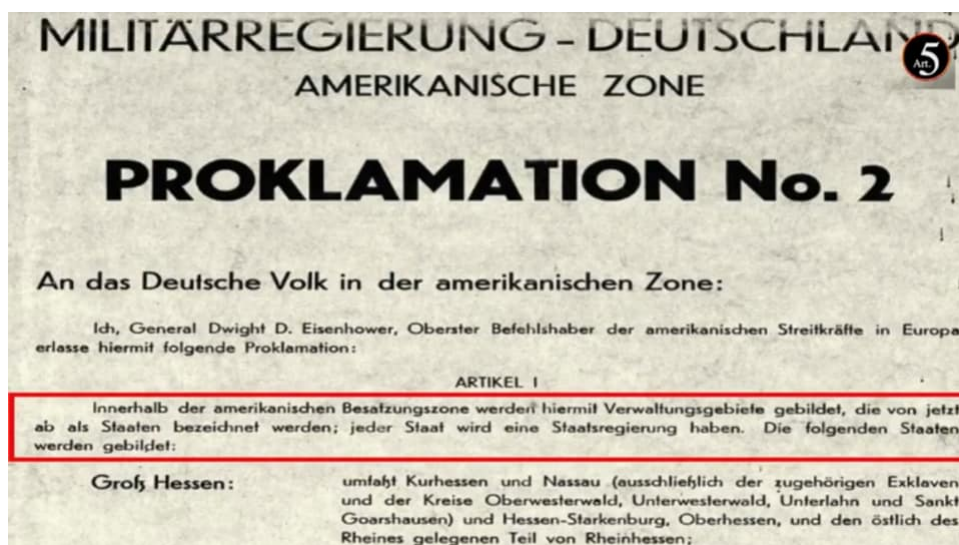 MILITÄRREGIERUNG - DEUTSCHLAND
Art. 5
AMERIKANISCHE ZONE
PROKLAMATION No. 2
An das Deutsche Volk in der amerikanischen Zone:
Ich, General Dwight D. Eisenhower, Oberster Befehlshaber der amerikanischen Streitkräfte in Europa
erlasse hiermit folgende Proklamation:
ARTIKEL I
Innerhalb der amerikanischen Besatzungszone werden hiermit Verwaltungsgebiete gebildet, die von jetzt
ab als Staaten bezeichnet werden; jeder Staat wird eine Staatsregierung haben. Die folgenden Staaten
werden gebildet:
Groß Hessen: umfaßt Kurhessen und Nassau (ausschließlich der zugehörigen Exklaven
und der Kreise Oberwesterwald, Unterwesterwald, Unterlahn und Sankt
Goarshausen) und Hessen-Starkenburg, Oberhessen, und den östlich des
Rheines gelegenen Teil von Rheinhessen;